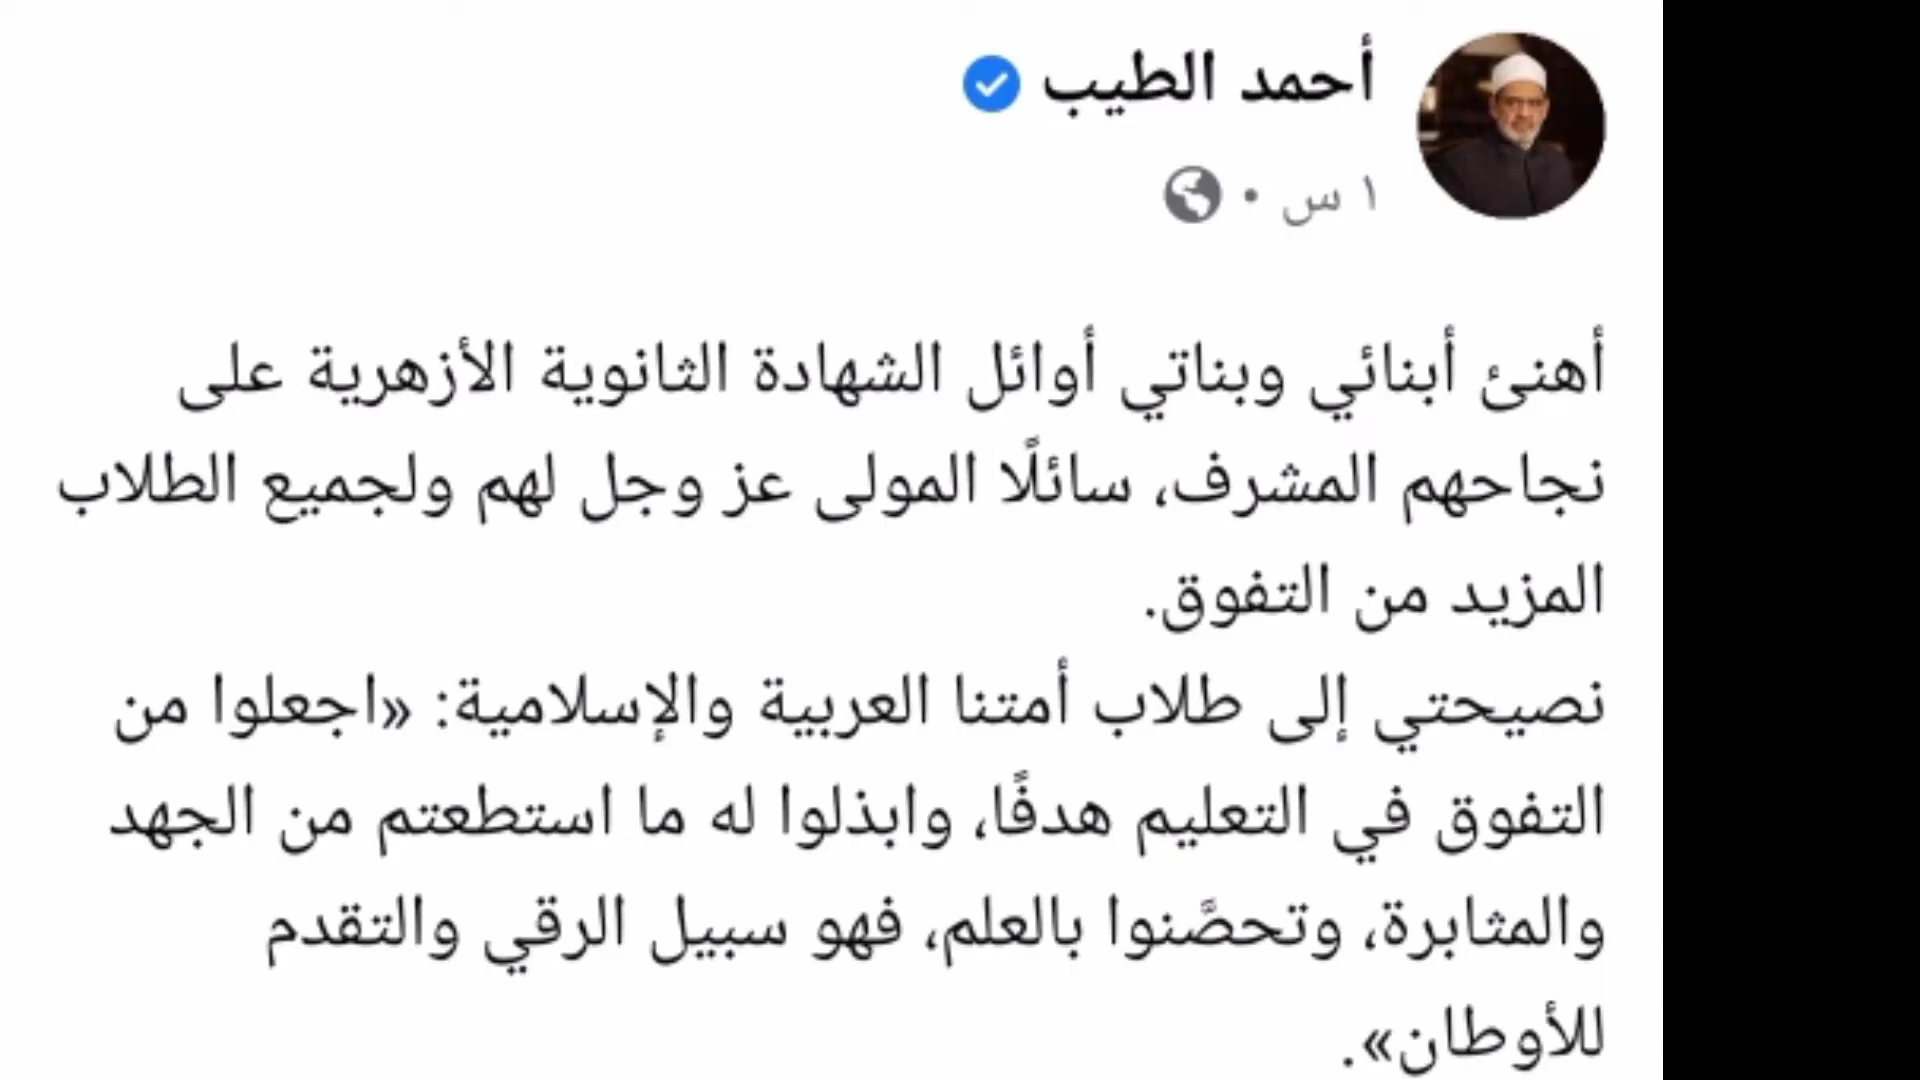 أحمد الطيب
١ س •
أهنئ أبنائي وبناتي أوائل الشهادة الثانوية الأزهرية على
نجاحهم المشرف، سائلًا المولى عز وجل لهم ولجميع الطلاب
المزيد من التفوق.
نصيحتي إلى طلاب أمتنا العربية والإسلامية: «اجعلوا من
التفوق في التعليم هدفًا، وابذلوا له ما استطعتم من الجهد
والمثابرة، وتحصَّنوا بالعلم، فهو سبيل الرقي والتقدم
للأوطان».